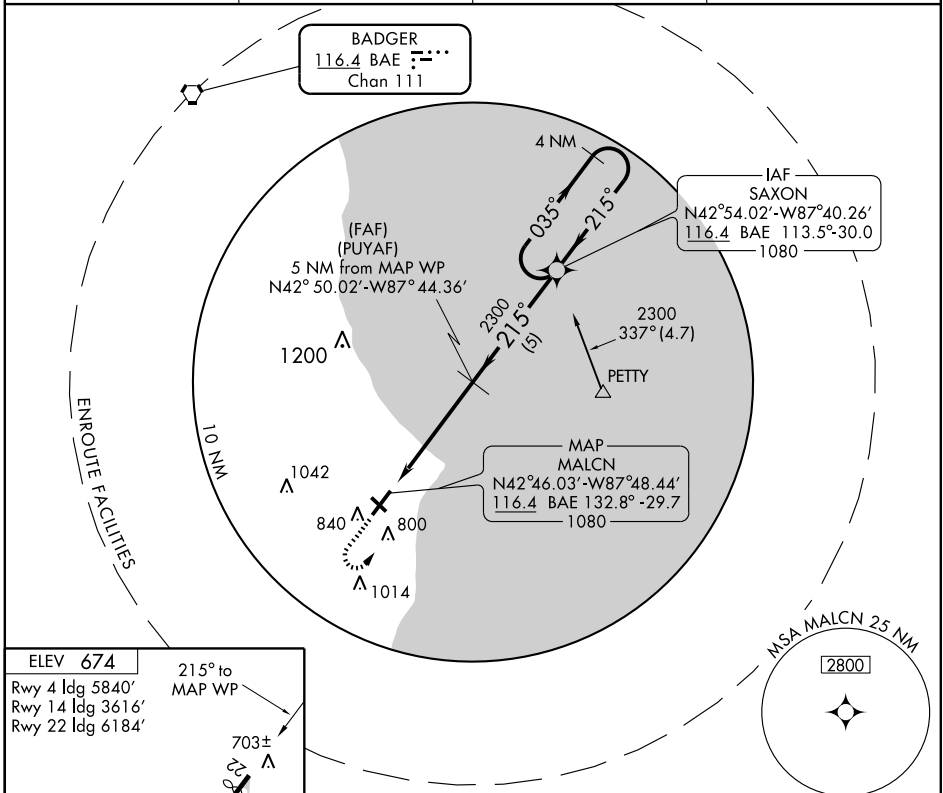 BADGER
116.4 BAE
Chan 111
4 NM
IAF
SAXON
N42°54.02'-W87°40.26'
116.4 BAE 113.5°-30.0
1080
035°
215°
(FAF)
(PUYAF)
5 NM from MAP WP
N42° 50.02'-W87° 44.36'
2300
215°
(5)
2300
337° (4.7)
PETTY
1200
ENROUTE FACILITIES
10 NM
MAP
MALCN
N42°46.03'-W87°48.44'
116.4 BAE 132.8° -29.7
1080
1042
840
800
1014
MSA MALCN 25 NM
2800
ELEV 674
Rwy 4 ldg 5840'
Rwy 14 ldg 3616'
Rwy 22 ldg 6184'
215° to
MAP WP
703±
22